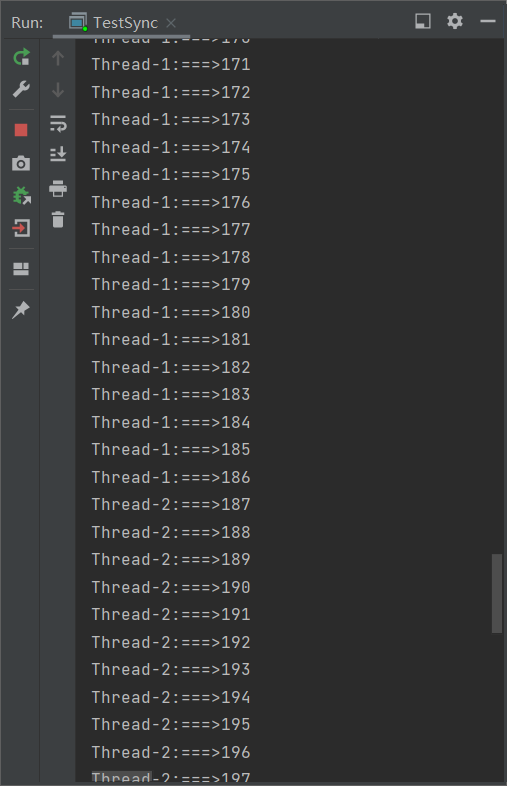 Run: TestSync
Thread-1:===>170
Thread-1:===>171
Thread-1:===>172
Thread-1:===>173
Thread-1:===>174
Thread-1:===>175
Thread-1:===>176
Thread-1:===>177
Thread-1:===>178
Thread-1:===>179
Thread-1:===>180
Thread-1:===>181
Thread-1:===>182
Thread-1:===>183
Thread-1:===>184
Thread-1:===>185
Thread-1:===>186
Thread-2:===>187
Thread-2:===>188
Thread-2:===>189
Thread-2:===>190
Thread-2:===>191
Thread-2:===>192
Thread-2:===>193
Thread-2:===>194
Thread-2:===>195
Thread-2:===>196
Thread-2:===>197